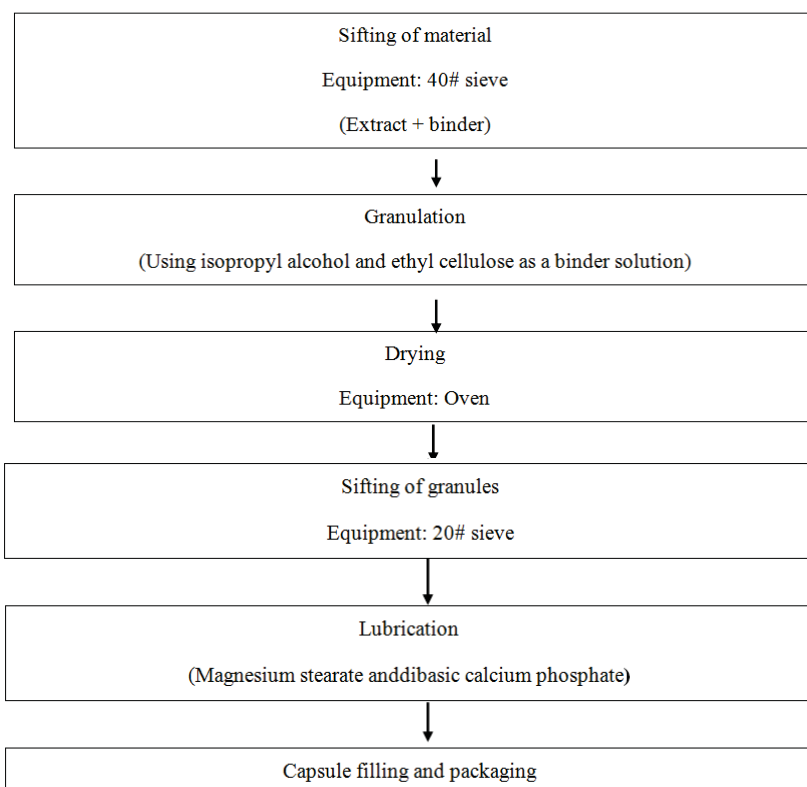 Sifting of material
Equipment: 40# sieve
(Extract + binder)
Granulation
(Using isopropyl alcohol and ethyl cellulose as a binder solution)
Drying
Equipment: Oven
Sifting of granules
Equipment: 20# sieve
Lubrication
(Magnesium stearate anddibasic calcium phosphate)
Capsule filling and packaging